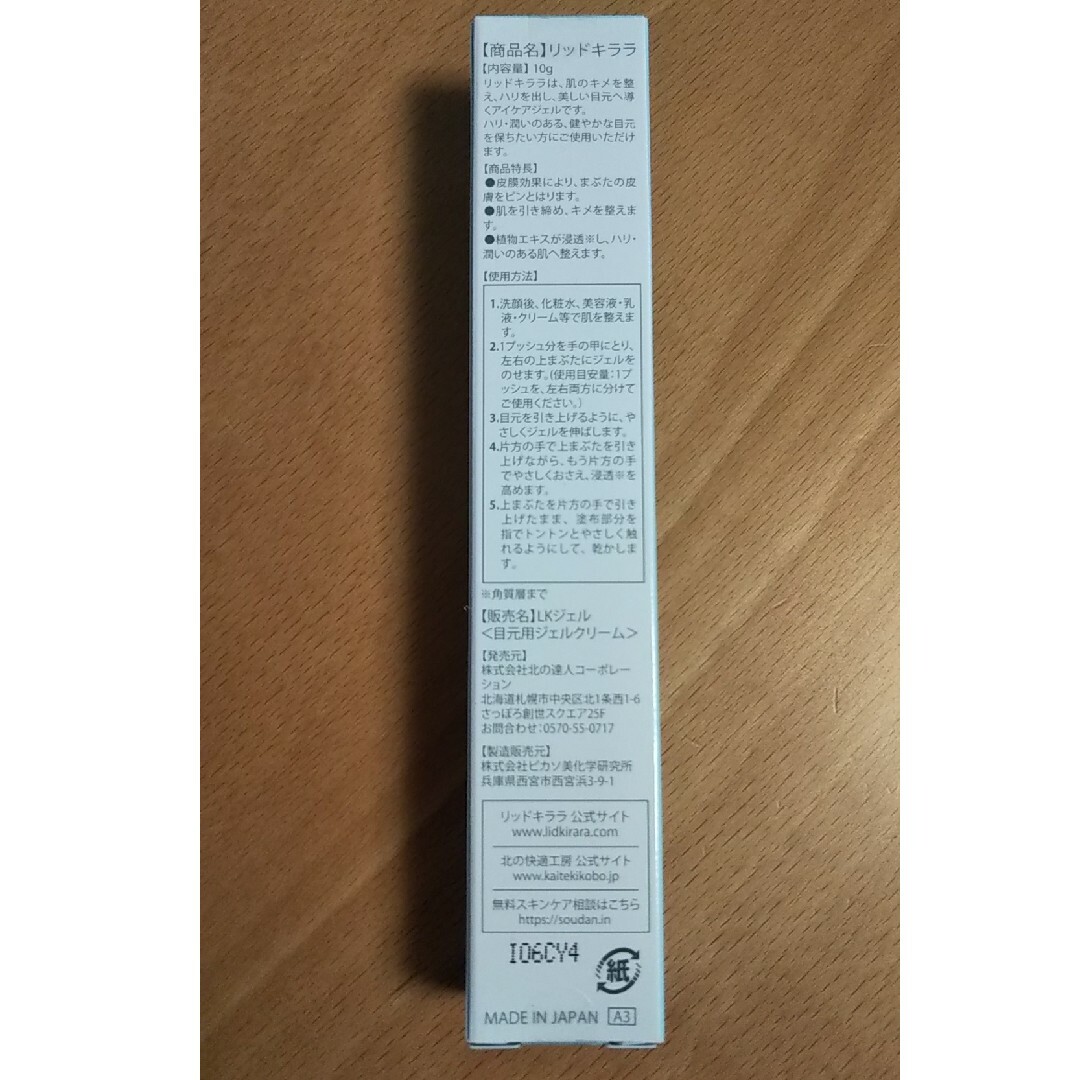 【商品名】リッドキララ
【内容量】10g
リッドキララは、肌のキメを整
え、ハリを出し、美しい目元へ導
くアイケアジェルです。
ハリ・潤いのある、健やかな目元
を保ちたい方にご使用いただけ
ます。
【商品特長】
●皮膜効果により、まぶたの皮
膚をピンとはります。
●肌を引き締め、キメを整えま
す。
●植物エキスが浸透※し、ハリ・
潤いのある肌へ整えます。
【使用方法】
1.洗顔後、化粧水、美容液・乳
液・クリーム等で肌を整えま
す。
2.1プッシュ分を手の甲にとり、
左右の上まぶたにジェルを
のせます。(使用目安量:1プ
ッシュを、左右両方に分けて
ご使用ください。)
3.目元を引き上げるように、や
さしくジェルを伸ばします。
4.片方の手で上まぶたを引き
上げながら、もう片方の手
でやさしくおさえ、浸透※を
高めます。
5.上まぶたを片方の手で引き
上げたまま、塗布部分を
指でトントンとやさしく触
れるようにして、乾かしま
す。
※角質層まで
【販売名】LKジェル
<目元用ジェルクリーム>
【発売元】
株式会社北の達人コーポレー
ション
北海道札幌市中央区北1条西1-6
さっぽろ創世スクエア25F
お問合わせ:0570-55-0717
【製造販売元】
株式会社ピカソ美化学研究所
兵庫県西宮市西宮浜3-9-1
リッドキララ 公式サイト
www.lidkirara.com
北の快適工房 公式サイト
www.kaitekikobo.jp
無料スキンケア相談はこちら
https://soudan.in
I06CY4
紙
MADE IN JAPAN A3